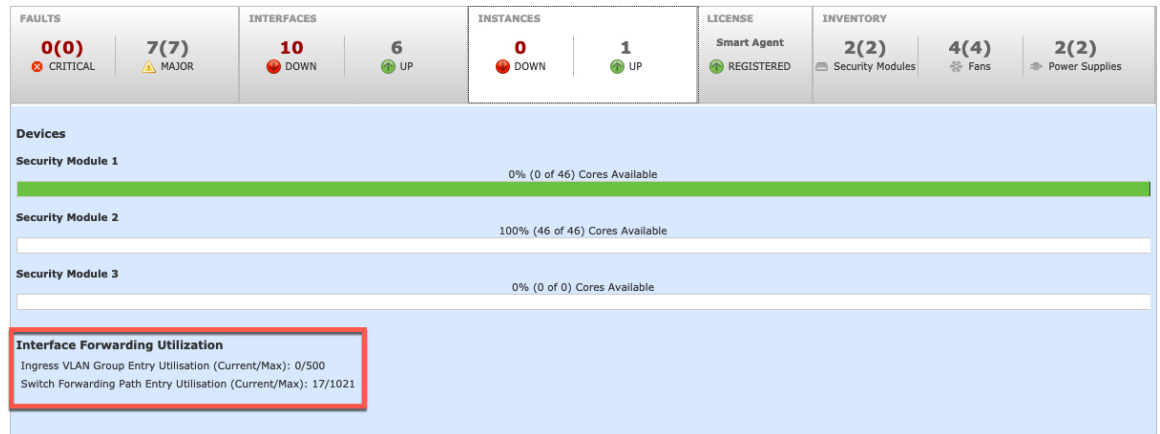 FAULTS
0(0)
CRITICAL
7(7)
MAJOR
INTERFACES
10
DOWN
6
UP
INSTANCES
0
DOWN
1
UP
LICENSE
Smart Agent
REGISTERED
INVENTORY
2(2)
Security Modules
4(4)
Fans
2(2)
Power Supplies
Devices
Security Module 1
0% (0 of 46) Cores Available
Security Module 2
100% (46 of 46) Cores Available
Security Module 3
0% (0 of 0) Cores Available
Interface Forwarding Utilization
Ingress VLAN Group Entry Utilisation (Current/Max): 0/500
Switch Forwarding Path Entry Utilisation (Current/Max): 17/1021